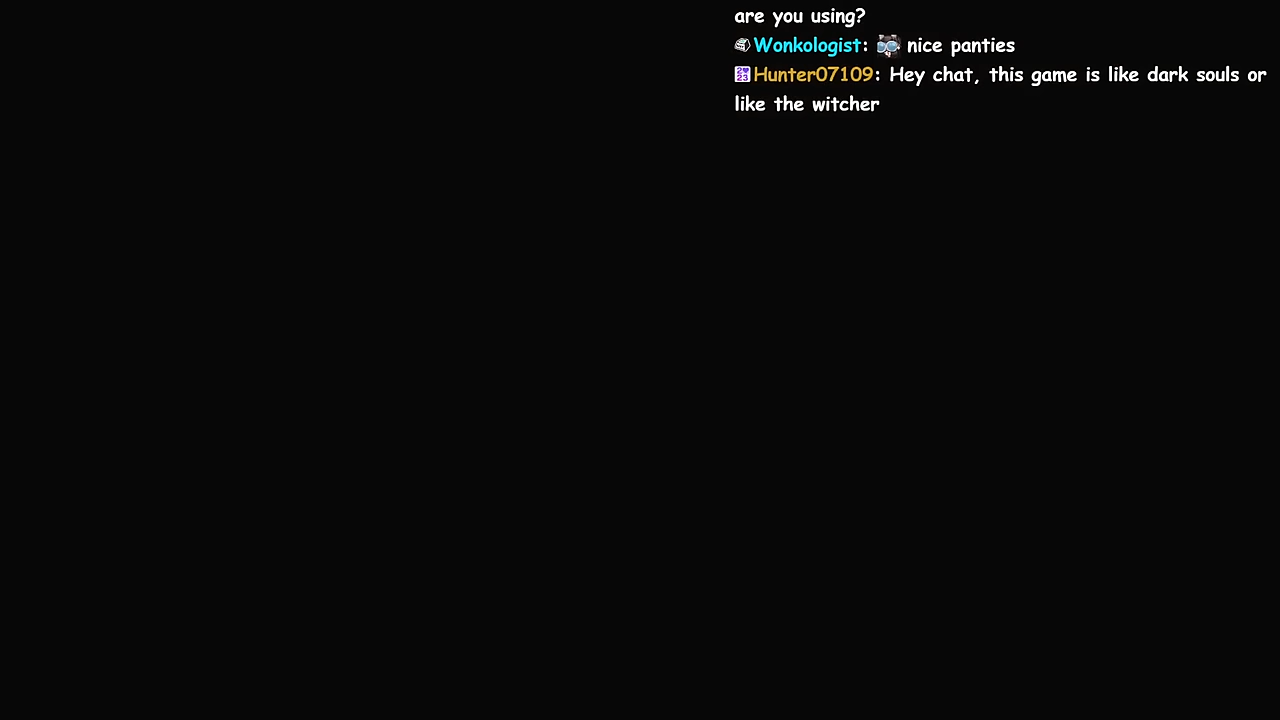 are you using?
Wonkologist: nice panties
Hunter07109: Hey chat, this game is like dark souls or
like the witcher